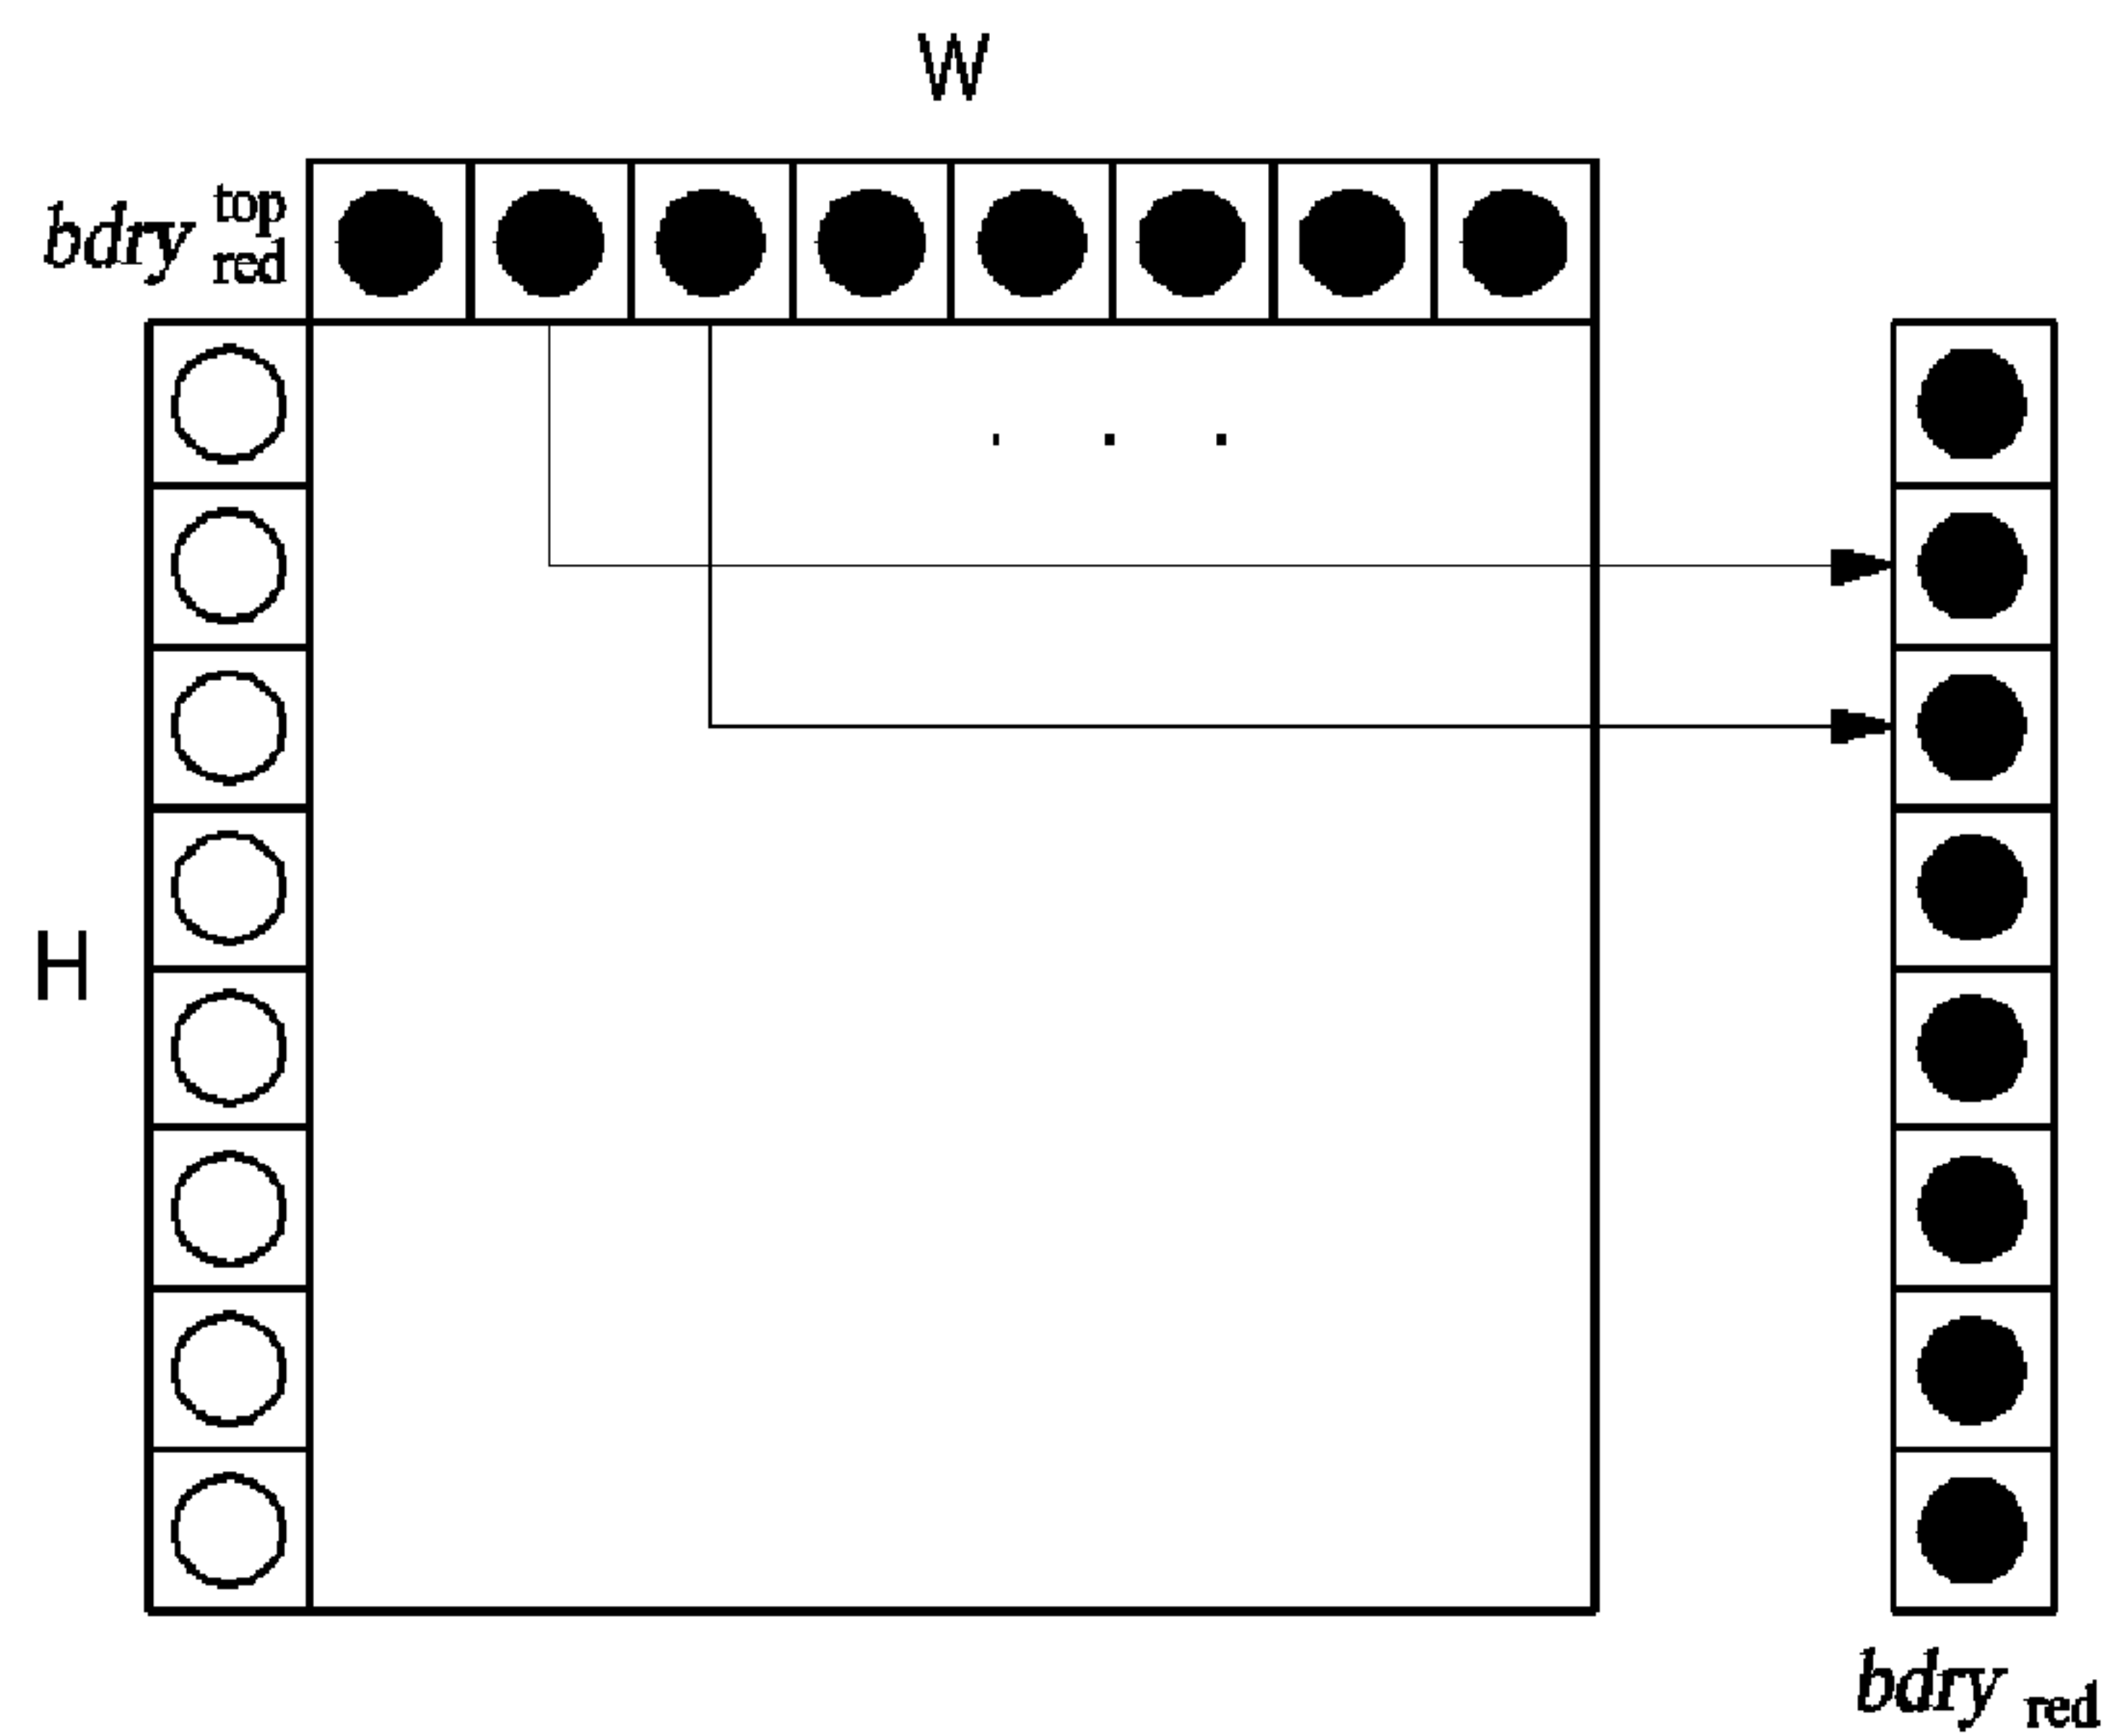 W
bdry top red
. . .
H
bdry red